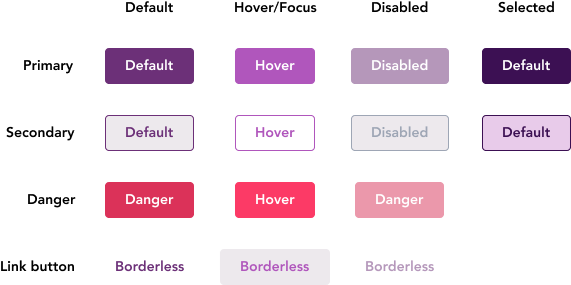 Default Hover/Focus Disabled Selected
Primary Default Hover Disabled Default
Secondary Default Hover Disabled Default
Danger Danger Hover Danger
Link button Borderless Borderless Borderless